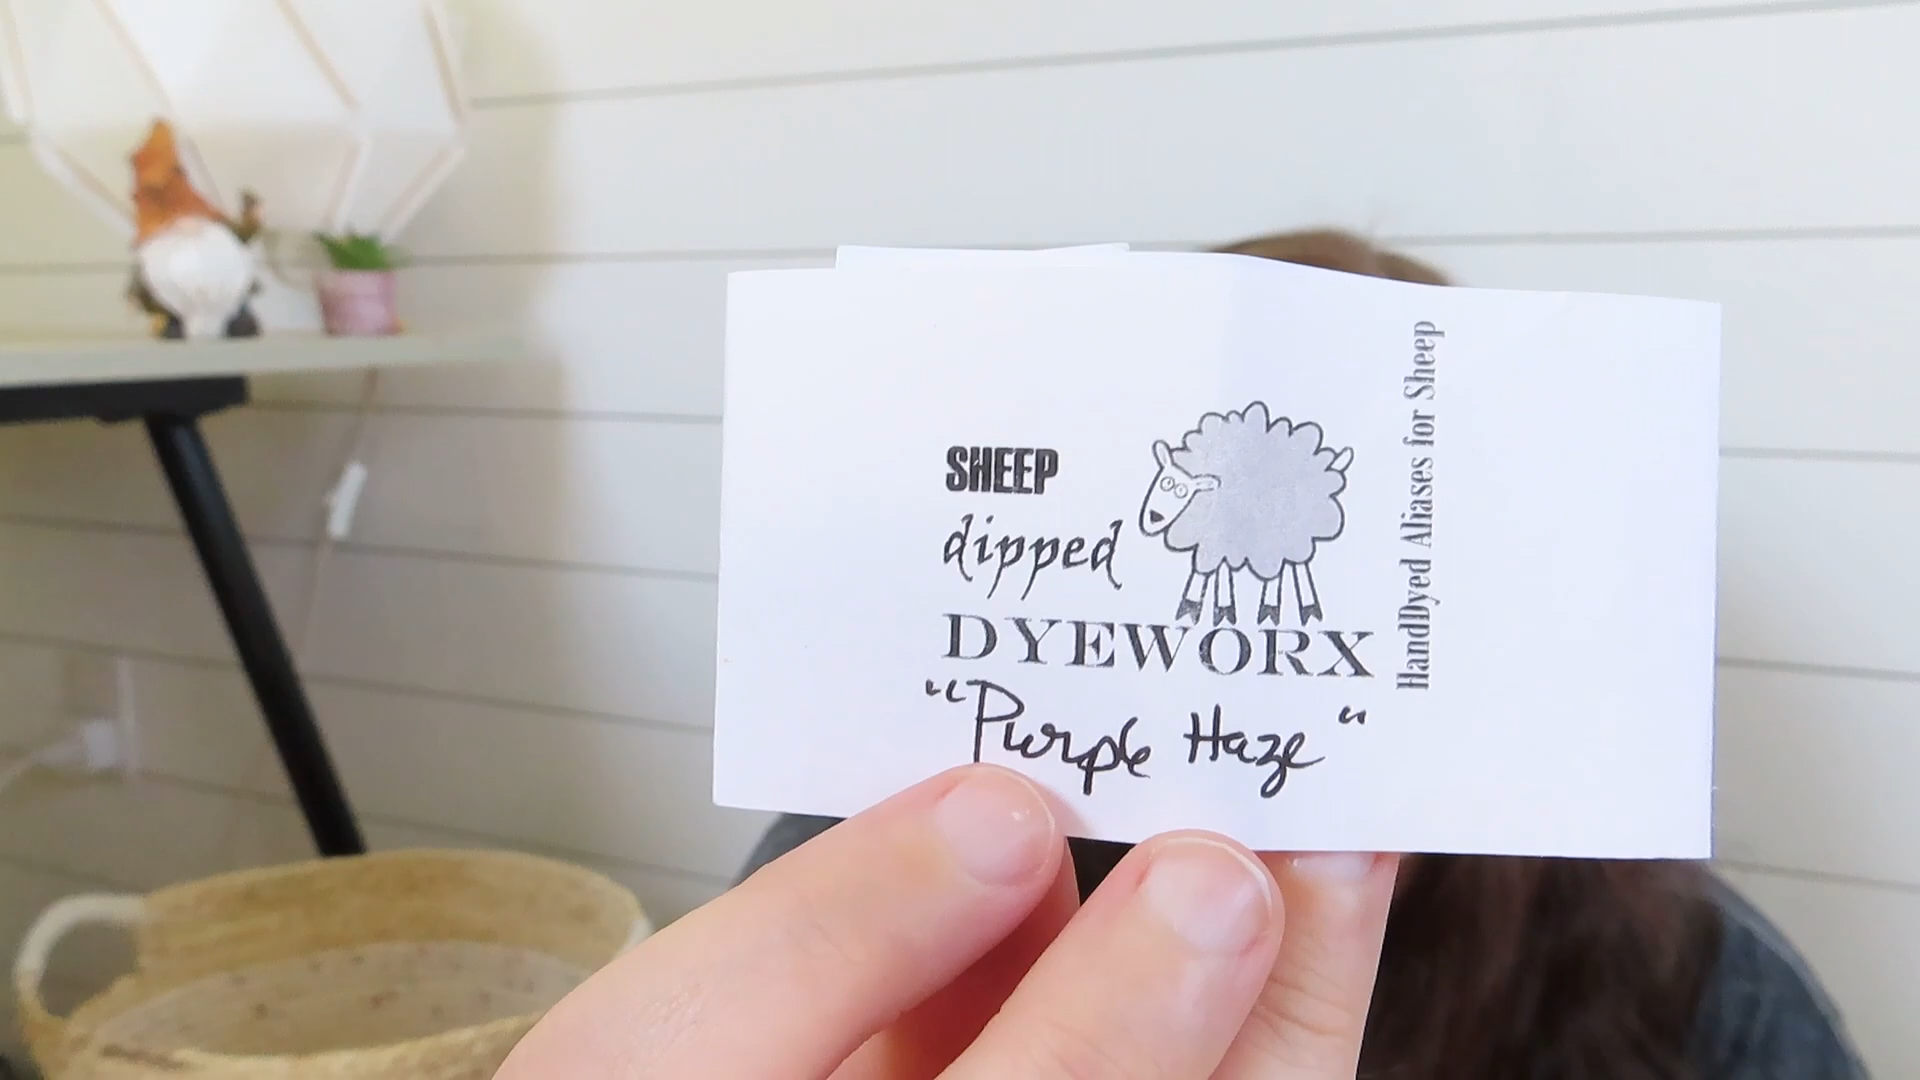 SHEEP
dipped
DYEWORX
"Purple Haze"
HandDyed Aliases for Sheep